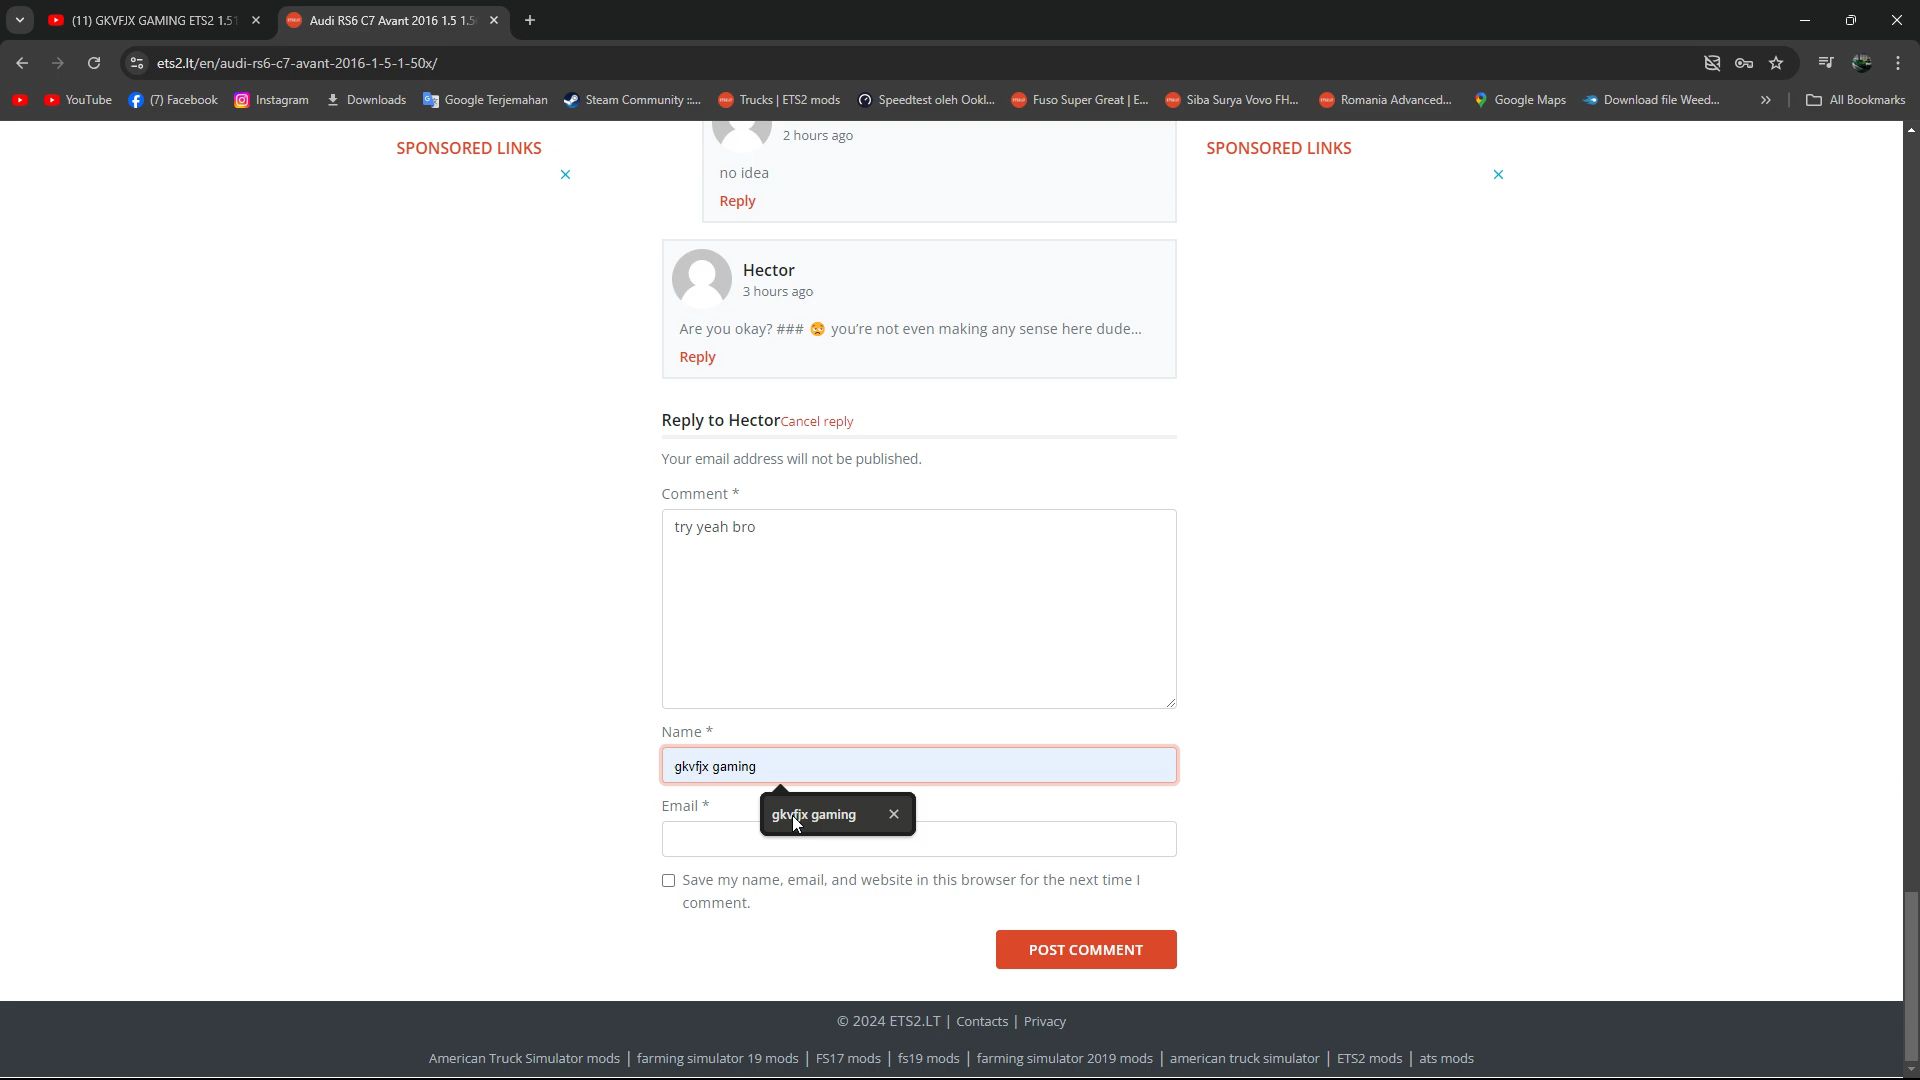 (11) GKVFJX GAMING ETS2 1.51
Audi RS6 C7 Avant 2016 1.5 1.5
ets2.lt/en/audi-rs6-c7-avant-2016-1-5-1-50x/
YouTube
(7) Facebook
Instagram
Downloads
Google Terjemahan
Steam Community ::...
Trucks | ETS2 mods
Speedtest oleh Ookl...
Fuso Super Great | E...
Siba Surya Vovo FH...
Romania Advanced...
Google Maps
Download file Weed...
»
All Bookmarks
SPONSORED LINKS
2 hours ago
SPONSORED LINKS
no idea
Reply
Hector
3 hours ago
Are you okay? ### 😳 you're not even making any sense here dude...
Reply
Reply to HectorCancel reply
Your email address will not be published.
Comment *
try yeah bro
Name *
gkvfjx gaming
Email *
gkvfjx gaming
Save my name, email, and website in this browser for the next time I
comment.
POST COMMENT
© 2024 ETS2.LT | Contacts | Privacy
American Truck Simulator mods | farming simulator 19 mods | FS17 mods | fs19 mods | farming simulator 2019 mods | american truck simulator | ETS2 mods | ats mods